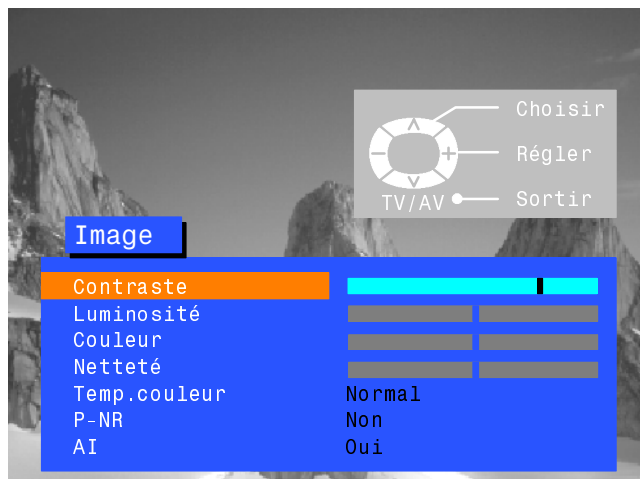 Choisir
Régler
TV/AV Sortir
Image
Contraste
Luminosité
Couleur
Netteté
Temp.couleur Normal
P-NR Non
AI Oui